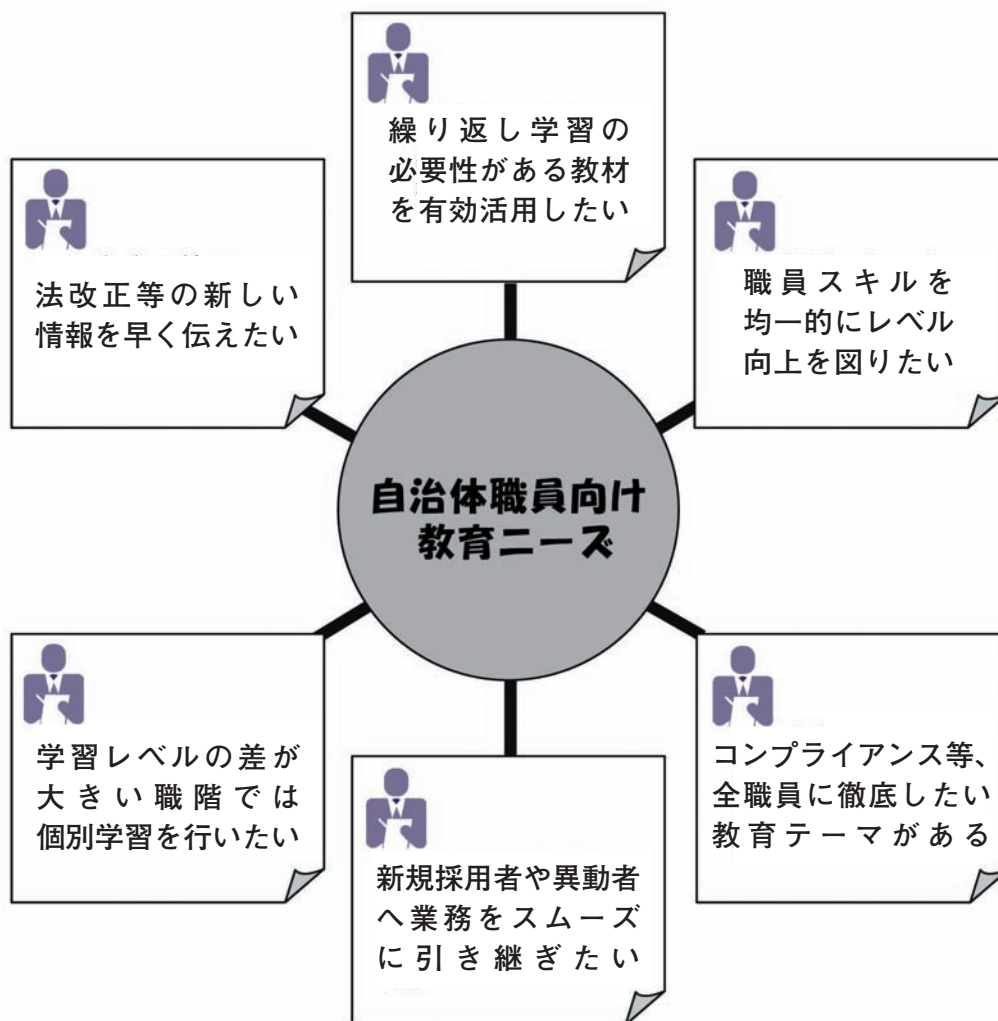 繰り返し学習の
必要性がある教材
を有効活用したい
法改正等の新しい
情報を早く伝えたい
職員スキルを
均一的にレベル
向上を図りたい
自治体職員向け
教育ニーズ
学習レベルの差が
大きい職階では
個別学習を行いたい
新規採用者や異動者
へ業務をスムーズ
に引き継ぎたい
コンプライアンス等、
全職員に徹底したい
教育テーマがある